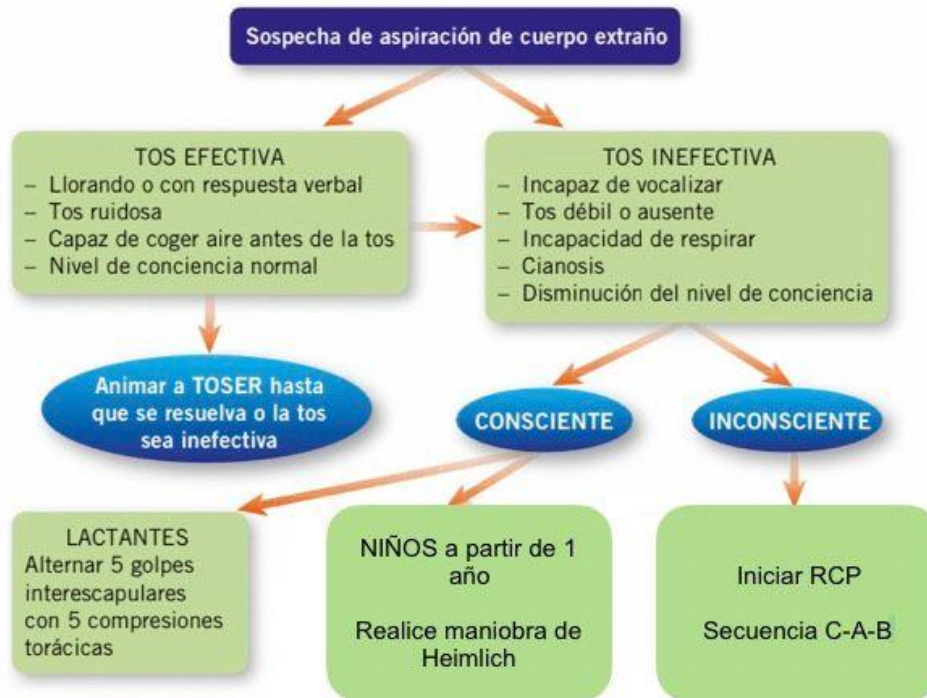 Sospecha de aspiración de cuerpo extraño
TOS EFECTIVA
– Llorando o con respuesta verbal
– Tos ruidosa
– Capaz de coger aire antes de la tos
– Nivel de conciencia normal
TOS INEFECTIVA
– Incapaz de vocalizar
– Tos débil o ausente
– Incapacidad de respirar
– Cianosis
– Disminución del nivel de conciencia
Animar a TOSER hasta
que se resuelva o la tos
sea inefectiva
CONSCIENTE
INCONSCIENTE
LACTANTES
Alternar 5 golpes
interescapulares
con 5 compresiones
torácicas
NIÑOS a partir de 1
año
Realice maniobra de
Heimlich
Iniciar RCP
Secuencia C-A-B